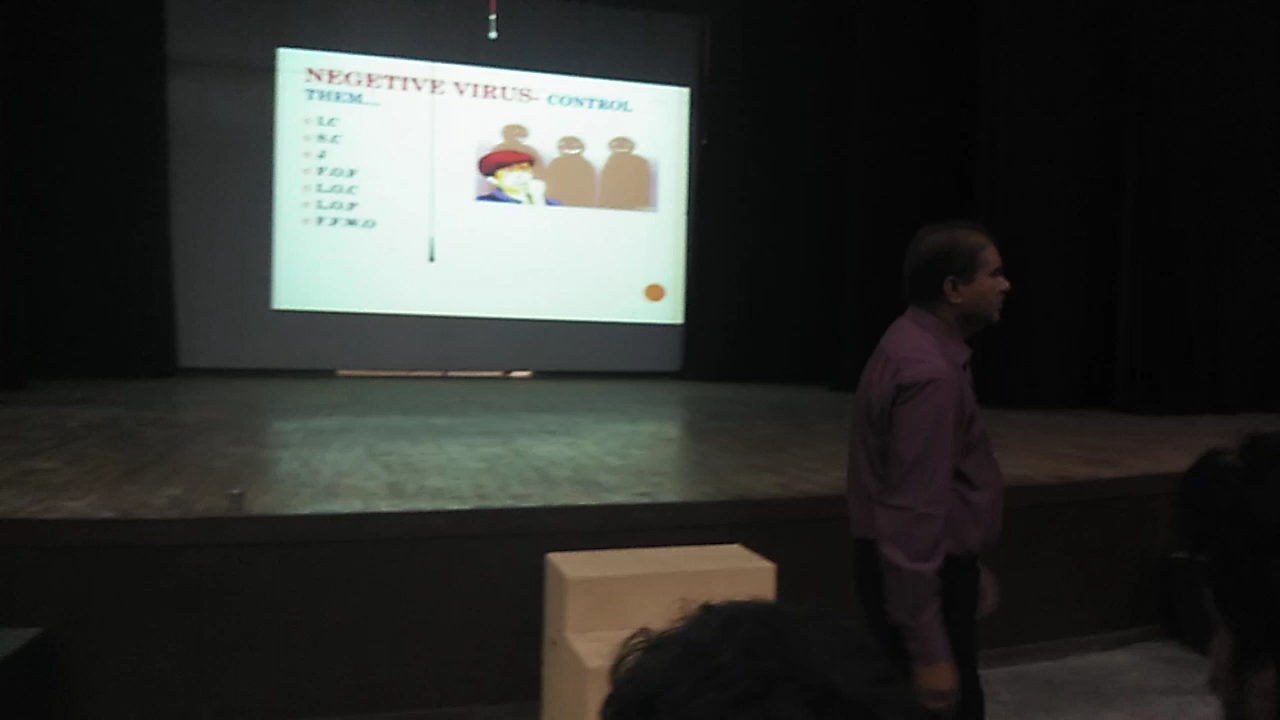 NEGETIVE VIRUS- CONTROL
THEM...
I.C
S.C
J
F.O.F
L.O.C
L.O.P
F.F.M.O